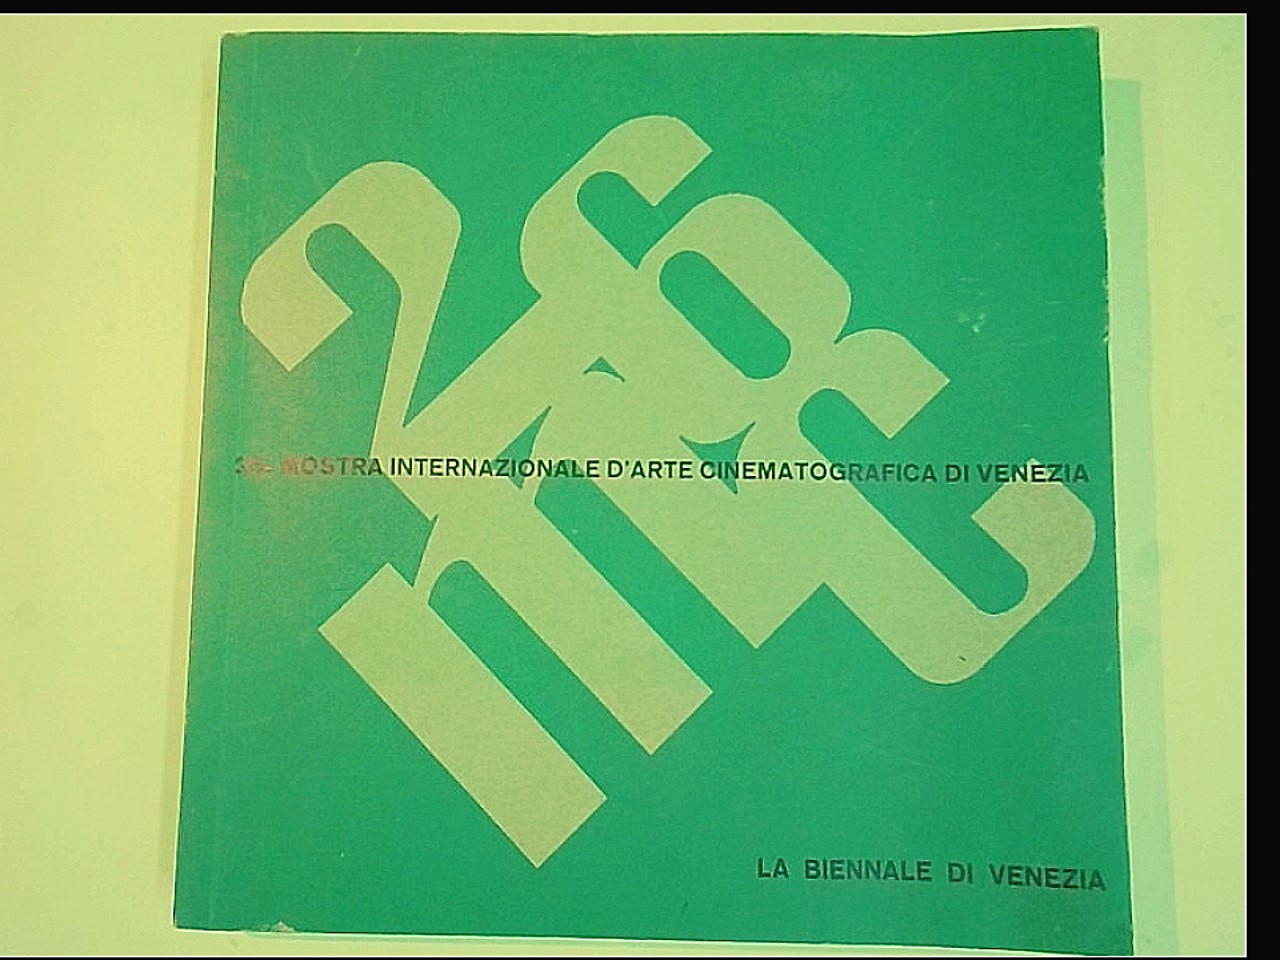 MOSTRA INTERNAZIONALE D'ARTE CINEMATOGRAFICA DI VENEZIA
LA BIENNALE DI VENEZIA